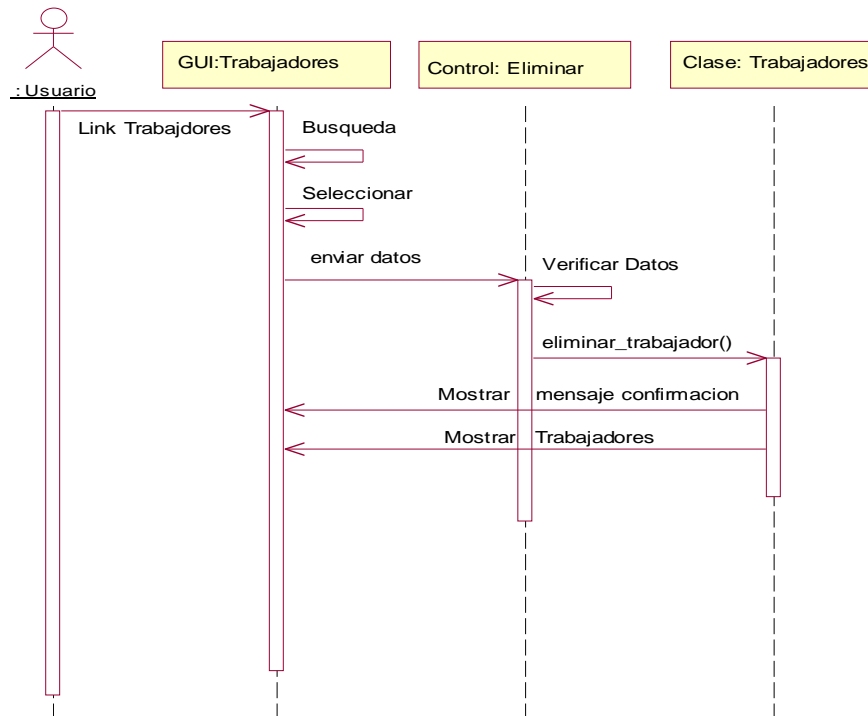 : Usuario
GUI:Trabajadores
Control: Eliminar
Clase: Trabajadores
Link Trabajdores
Busqueda
Seleccionar
enviar datos
Verificar Datos
eliminar_trabajador()
Mostrar mensaje confirmacion
Mostrar Trabajadores